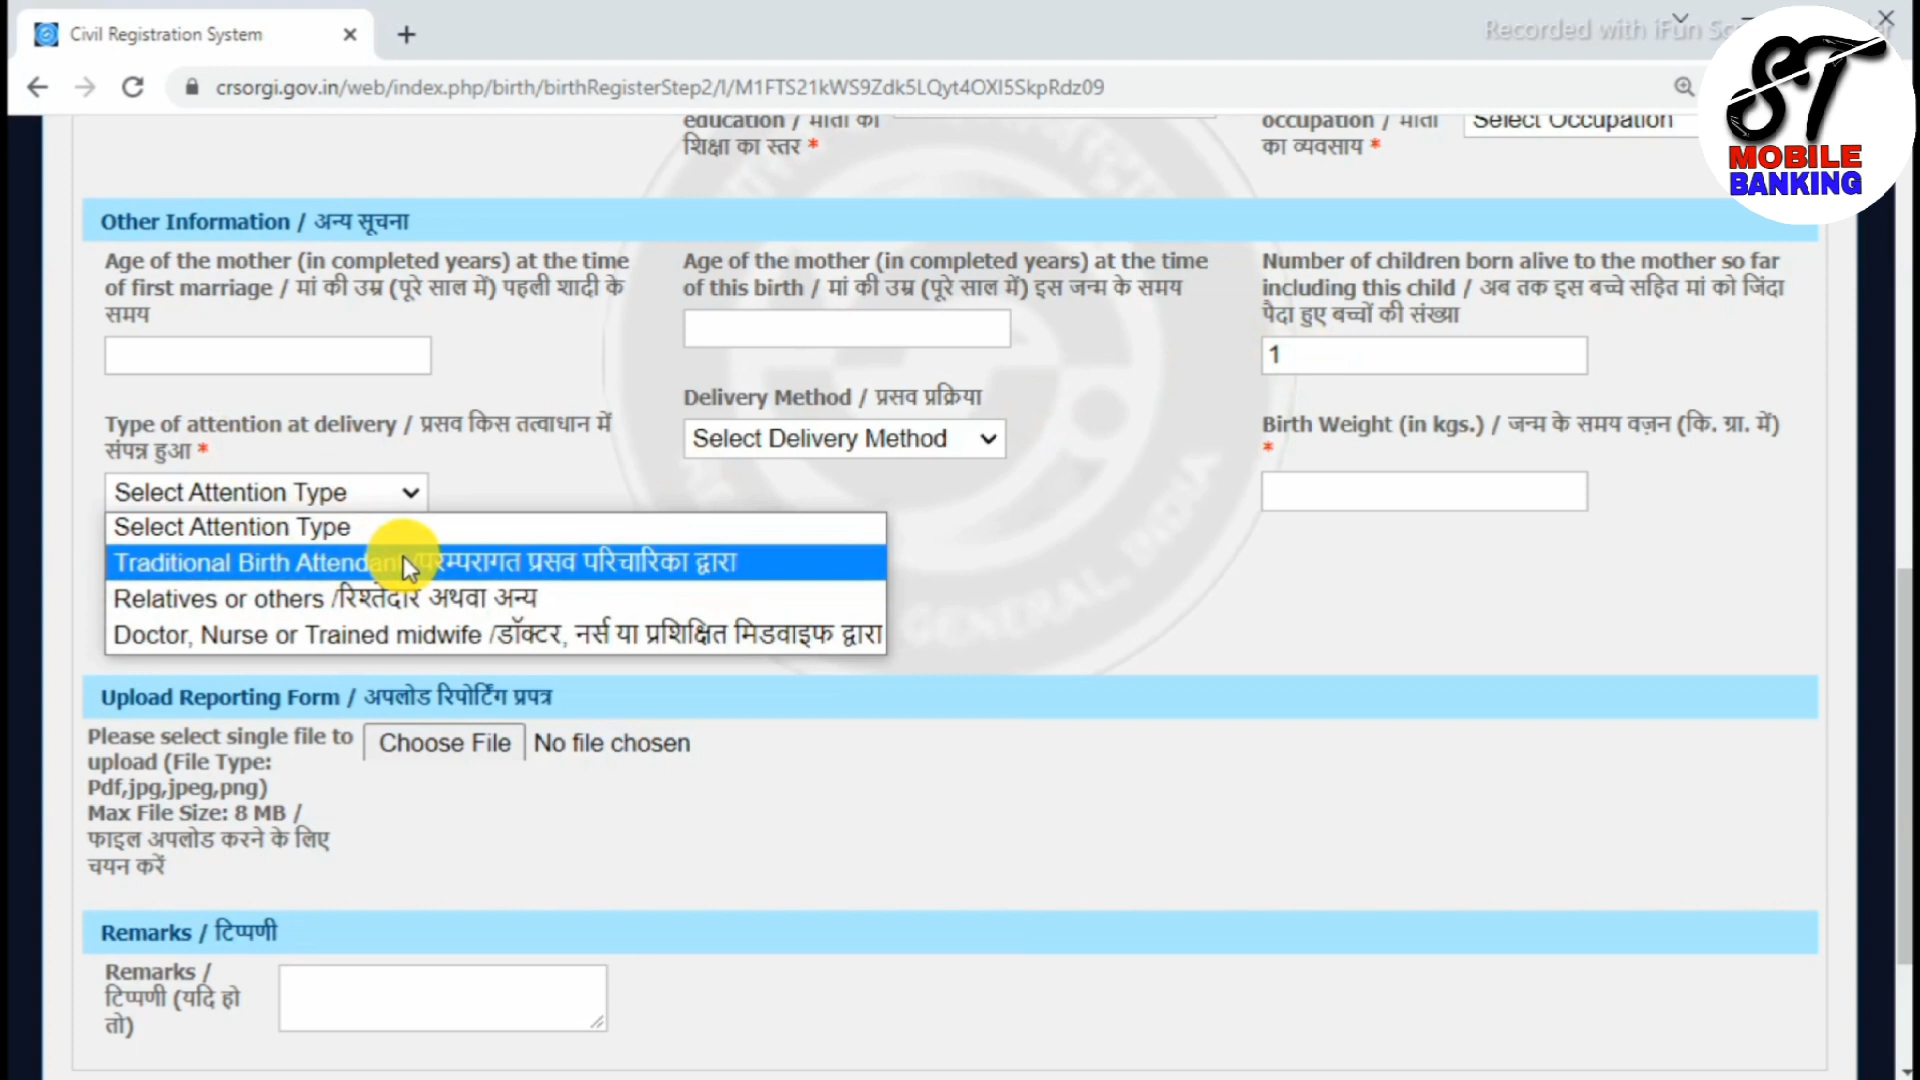 Civil Registration System
Recorded with iFun
crsorgi.gov.in/web/index.php/birth/birthRegisterStep2/I/M1FTS21kWS9Zdk5LQyt4OXI5SkpRdz09
ST
MOBILE
BANKING
education / माता का
शिक्षा का स्तर *
occupation / माता
का व्यवसाय *
Select Occupation
Other Information / अन्य सूचना
Age of the mother (in completed years) at the time
of first marriage / मां की उम्र (पूरे साल में) पहली शादी के
समय
Age of the mother (in completed years) at the time
of this birth / मां की उम्र (पूरे साल में) इस जन्म के समय
Number of children born alive to the mother so far
including this child / अब तक इस बच्चे सहित मां को जिंदा
पैदा हुए बच्चों की संख्या
1
Type of attention at delivery / प्रसव किस तत्वाधान में
संपन्न हुआ *
Select Attention Type
Delivery Method / प्रसव प्रक्रिया
Select Delivery Method
Birth Weight (in kgs.) / जन्म के समय वज़न (कि. ग्रा. में)
*
Select Attention Type
Traditional Birth Attendant /परम्परागत प्रसव परिचारिका द्वारा
Relatives or others /रिश्तेदार अथवा अन्य
Doctor, Nurse or Trained midwife /डॉक्टर, नर्स या प्रशिक्षित मिडवाइफ द्वारा
GENERAL, INDIA
Upload Reporting Form / अपलोड रिपोर्टिंग प्रपत्र
Please select single file to
upload (File Type:
Pdf,jpg,jpeg,png)
Max File Size: 8 MB /
फाइल अपलोड करने के लिए
चयन करें
Choose File No file chosen
Remarks / टिप्पणी
Remarks /
टिप्पणी (यदि हो
तो)